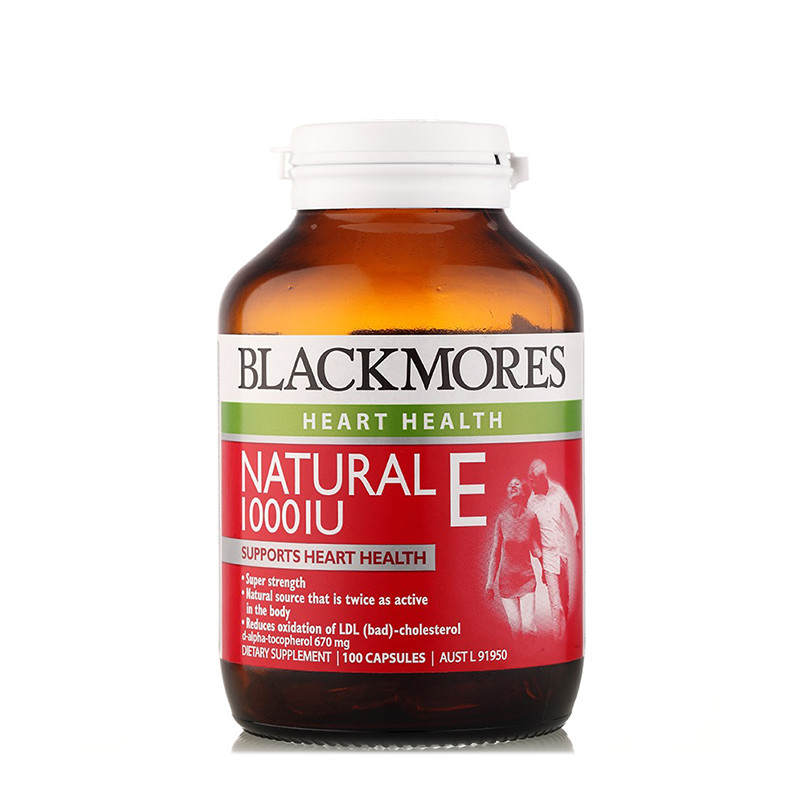 BLACKMORES
HEART HEALTH
NATURAL E
1000IU
SUPPORTS HEART HEALTH
• Super strength
• Natural source that is twice as active
in the body
• Reduces oxidation of LDL (bad)-cholesterol
d-alpha-tocopherol 670 mg
DIETARY SUPPLEMENT | 100 CAPSULES | AUST L 91950